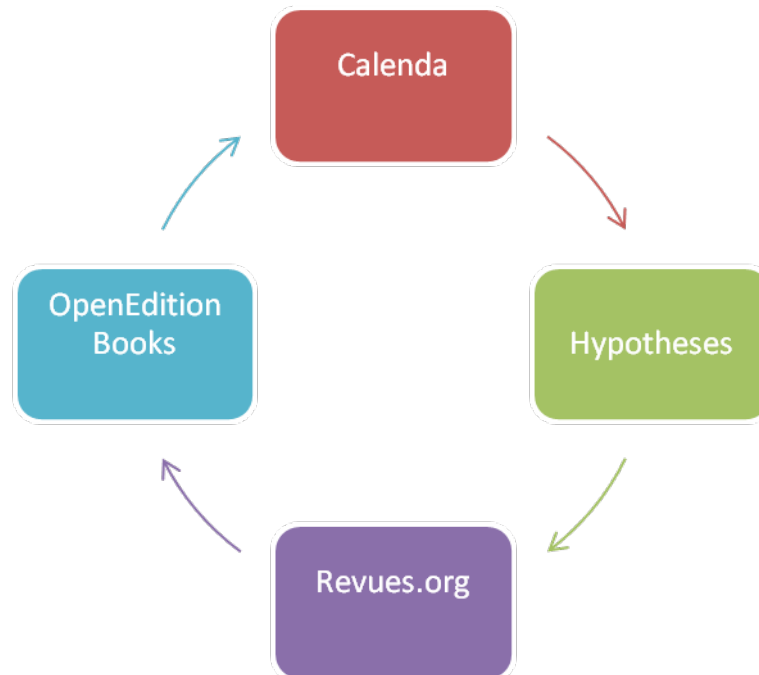 Calenda
OpenEdition
Books
Hypotheses
Revues.org